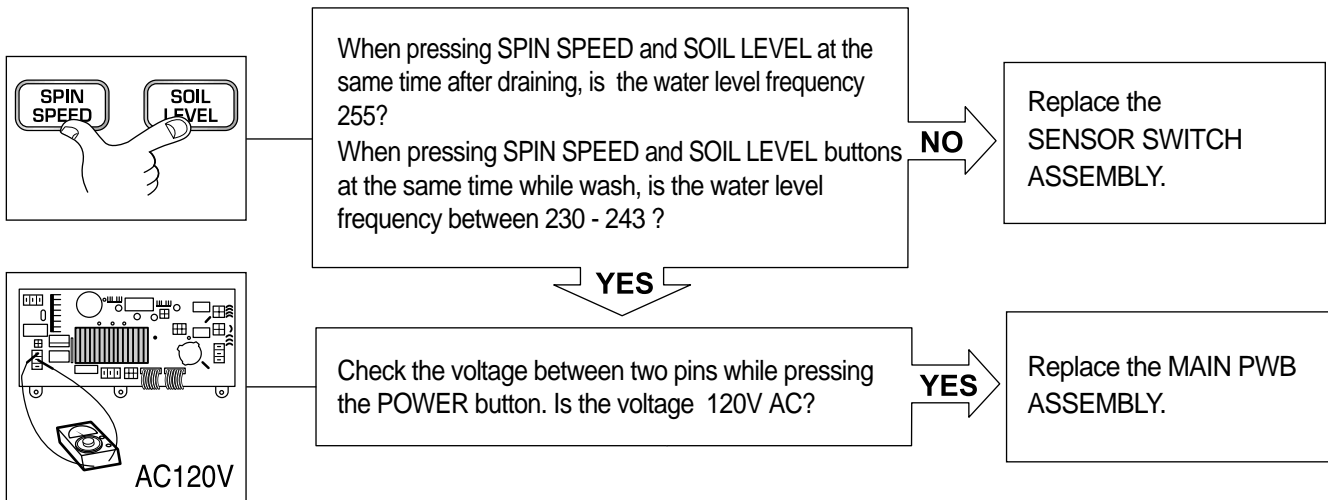 SPIN
SPEED
SOIL
LEVEL
When pressing SPIN SPEED and SOIL LEVEL at the
same time after draining, is the water level frequency
255?
When pressing SPIN SPEED and SOIL LEVEL buttons
at the same time while wash, is the water level
frequency between 230 - 243 ?
NO
Replace the
SENSOR SWITCH
ASSEMBLY.
YES
AC120V
Check the voltage between two pins while pressing
the POWER button. Is the voltage 120V AC?
YES
Replace the MAIN PWB
ASSEMBLY.